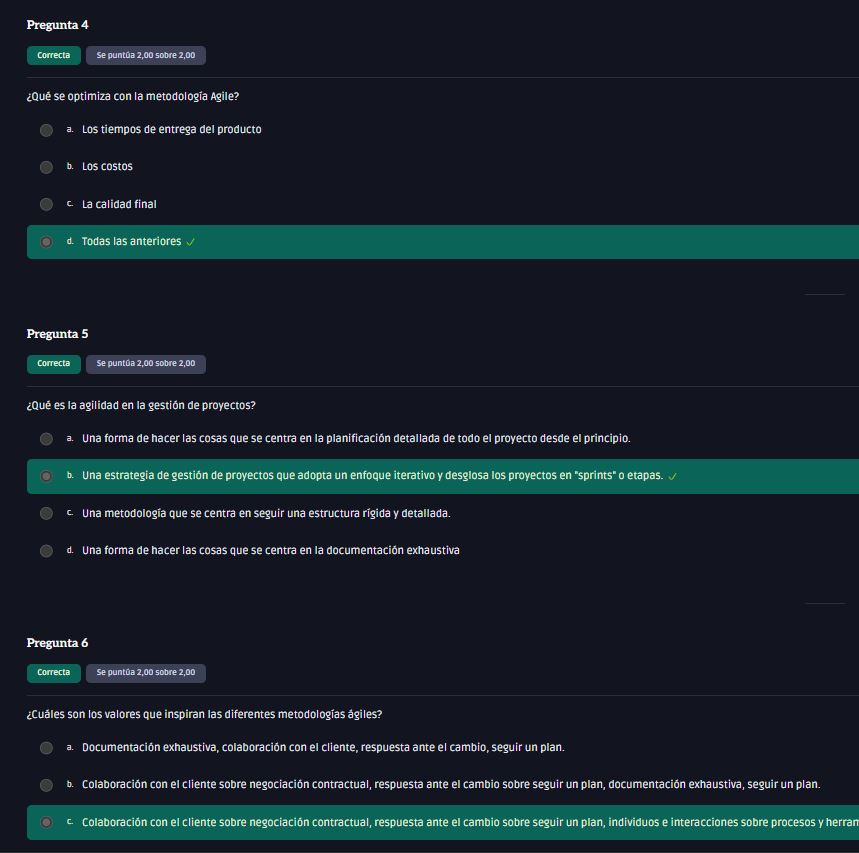 Pregunta 4
Correcta Se puntúa 2,00 sobre 2,00
¿Qué se optimiza con la metodología Agile?
a. Los tiempos de entrega del producto
b. Los costos
c. La calidad final
d. Todas las anteriores
Pregunta 5
Correcta Se puntúa 2,00 sobre 2,00
¿Qué es la agilidad en la gestión de proyectos?
a. Una forma de hacer las cosas que se centra en la planificación detallada de todo el proyecto desde el principio.
b. Una estrategia de gestión de proyectos que adopta un enfoque iterativo y desglosa los proyectos en "sprints" o etapas.
c. Una metodología que se centra en seguir una estructura rígida y detallada.
d. Una forma de hacer las cosas que se centra en la documentación exhaustiva
Pregunta 6
Correcta Se puntúa 2,00 sobre 2,00
¿Cuáles son los valores que inspiran las diferentes metodologías ágiles?
a. Documentación exhaustiva, colaboración con el cliente, respuesta ante el cambio, seguir un plan.
b. Colaboración con el cliente sobre negociación contractual, respuesta ante el cambio sobre seguir un plan, documentación exhaustiva, seguir un plan.
c. Colaboración con el cliente sobre negociación contractual, respuesta ante el cambio sobre seguir un plan, individuos e interacciones sobre procesos y